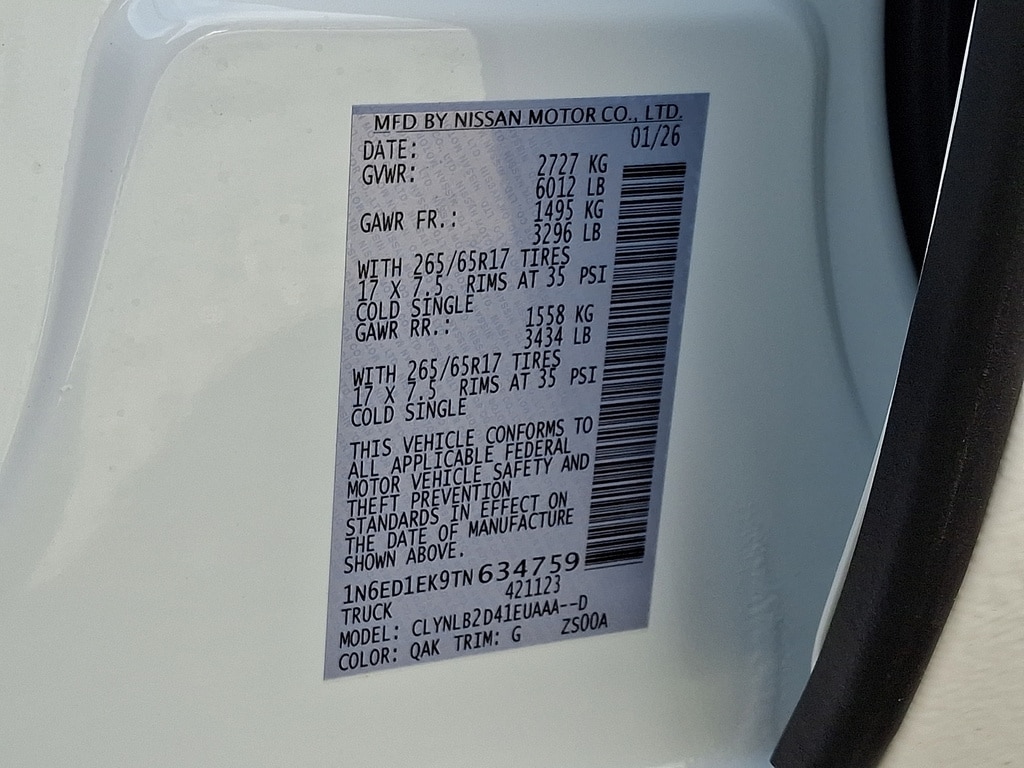 MFD BY NISSAN MOTOR CO., LTD.
DATE: 01/26
GVWR: 2727 KG
6012 LB
GAWR FR.: 1495 KG
3296 LB
WITH 265/65R17 TIRES
17 X 7.5 RIMS AT 35 PSI
COLD SINGLE
GAWR RR.: 1558 KG
3434 LB
WITH 265/65R17 TIRES
17 X 7.5 RIMS AT 35 PSI
COLD SINGLE
THIS VEHICLE CONFORMS TO
ALL APPLICABLE FEDERAL
MOTOR VEHICLE SAFETY AND
THEFT PREVENTION
STANDARDS IN EFFECT ON
THE DATE OF MANUFACTURE
SHOWN ABOVE.
1N6ED1EK9TN634759
TRUCK 421123
MODEL: CLYNLB2D41EUAAA--D
COLOR: QAK TRIM: G ZS00A